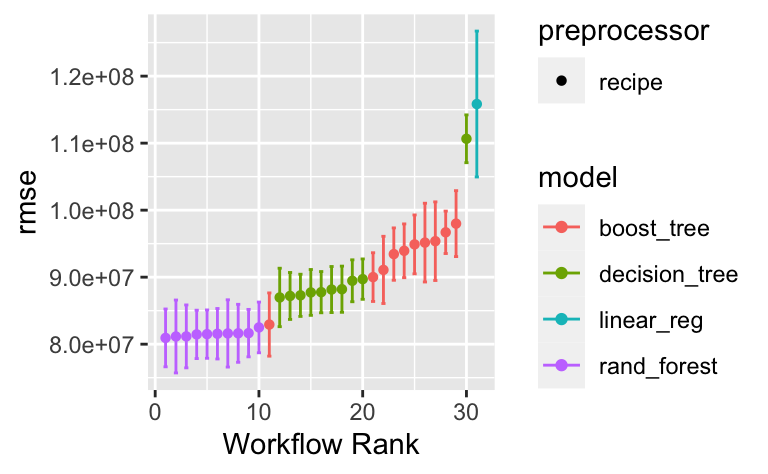 rmse
1.2e+08
1.1e+08
1.0e+08
9.0e+07
8.0e+07
0 10 20 30
Workflow Rank
preprocessor
recipe
model
boost_tree
decision_tree
linear_reg
rand_forest